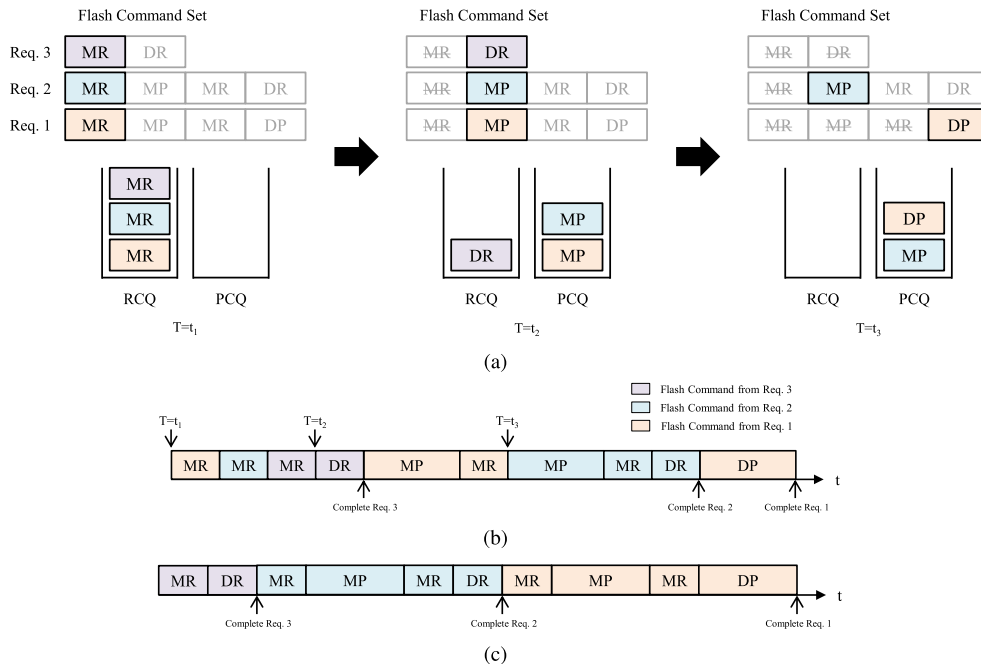 Flash Command Set Flash Command Set Flash Command Set
Req. 3 MR DR MR DR MR DR
Req. 2 MR MP MR DR MR MP MR DR MR MP MR DR
Req. 1 MR MP MR DP MR MP MR DP MR MP MR DP
MR
MR MP DP
MR DR MP MP
RCQ PCQ RCQ PCQ RCQ PCQ
T=t1 T=t2 T=t3
(a)
Flash Command from Req. 3
Flash Command from Req. 2
Flash Command from Req. 1
T=t1 T=t2 T=t3
MR MR MR DR MP MR MP MR DR DP t
Complete Req. 3 Complete Req. 2 Complete Req. 1
(b)
MR DR MR MP MR DR MR MP MR DP t
Complete Req. 3 Complete Req. 2 Complete Req. 1
(c)